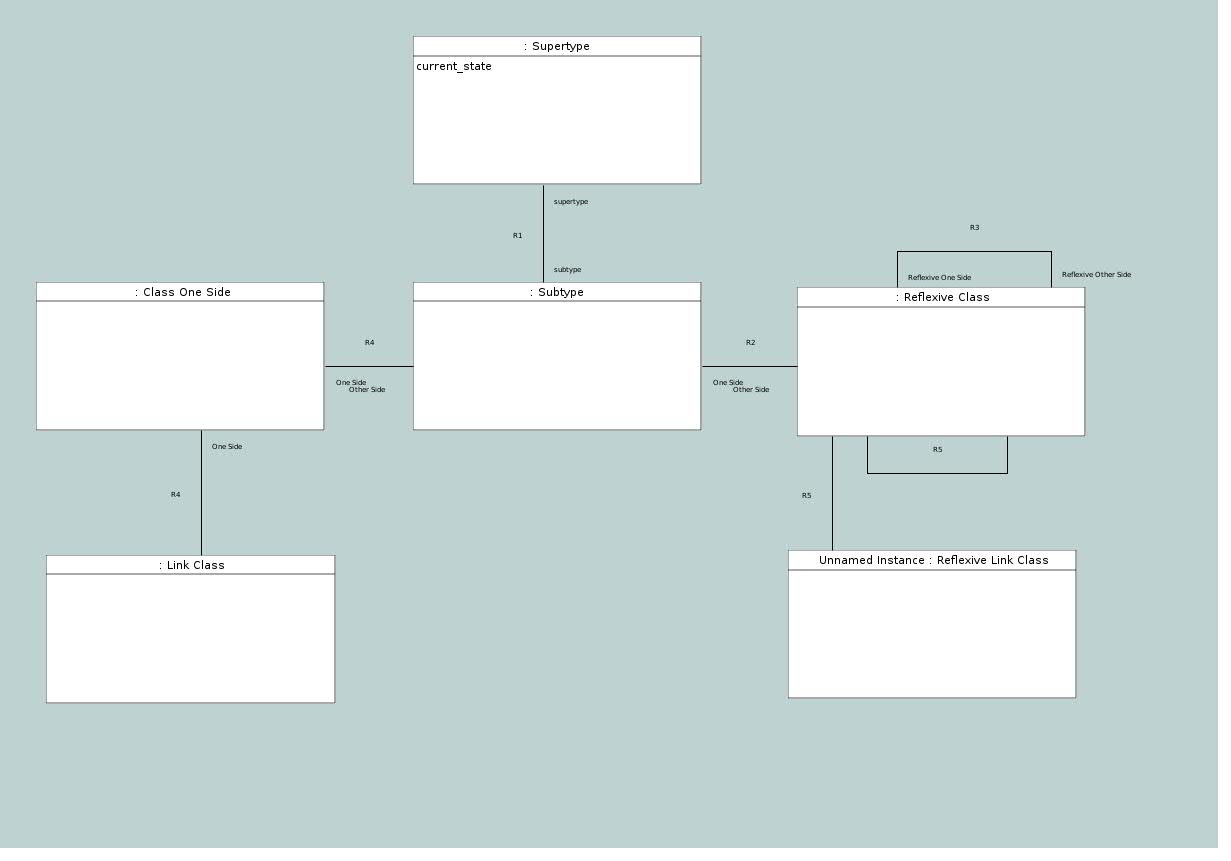 : Supertype
current_state
supertype
R1
subtype
R3
Reflexive One Side
Reflexive Other Side
: Class One Side
: Subtype
: Reflexive Class
R4
One Side
Other Side
R2
One Side
Other Side
One Side
R4
R5
R5
: Link Class
Unnamed Instance : Reflexive Link Class